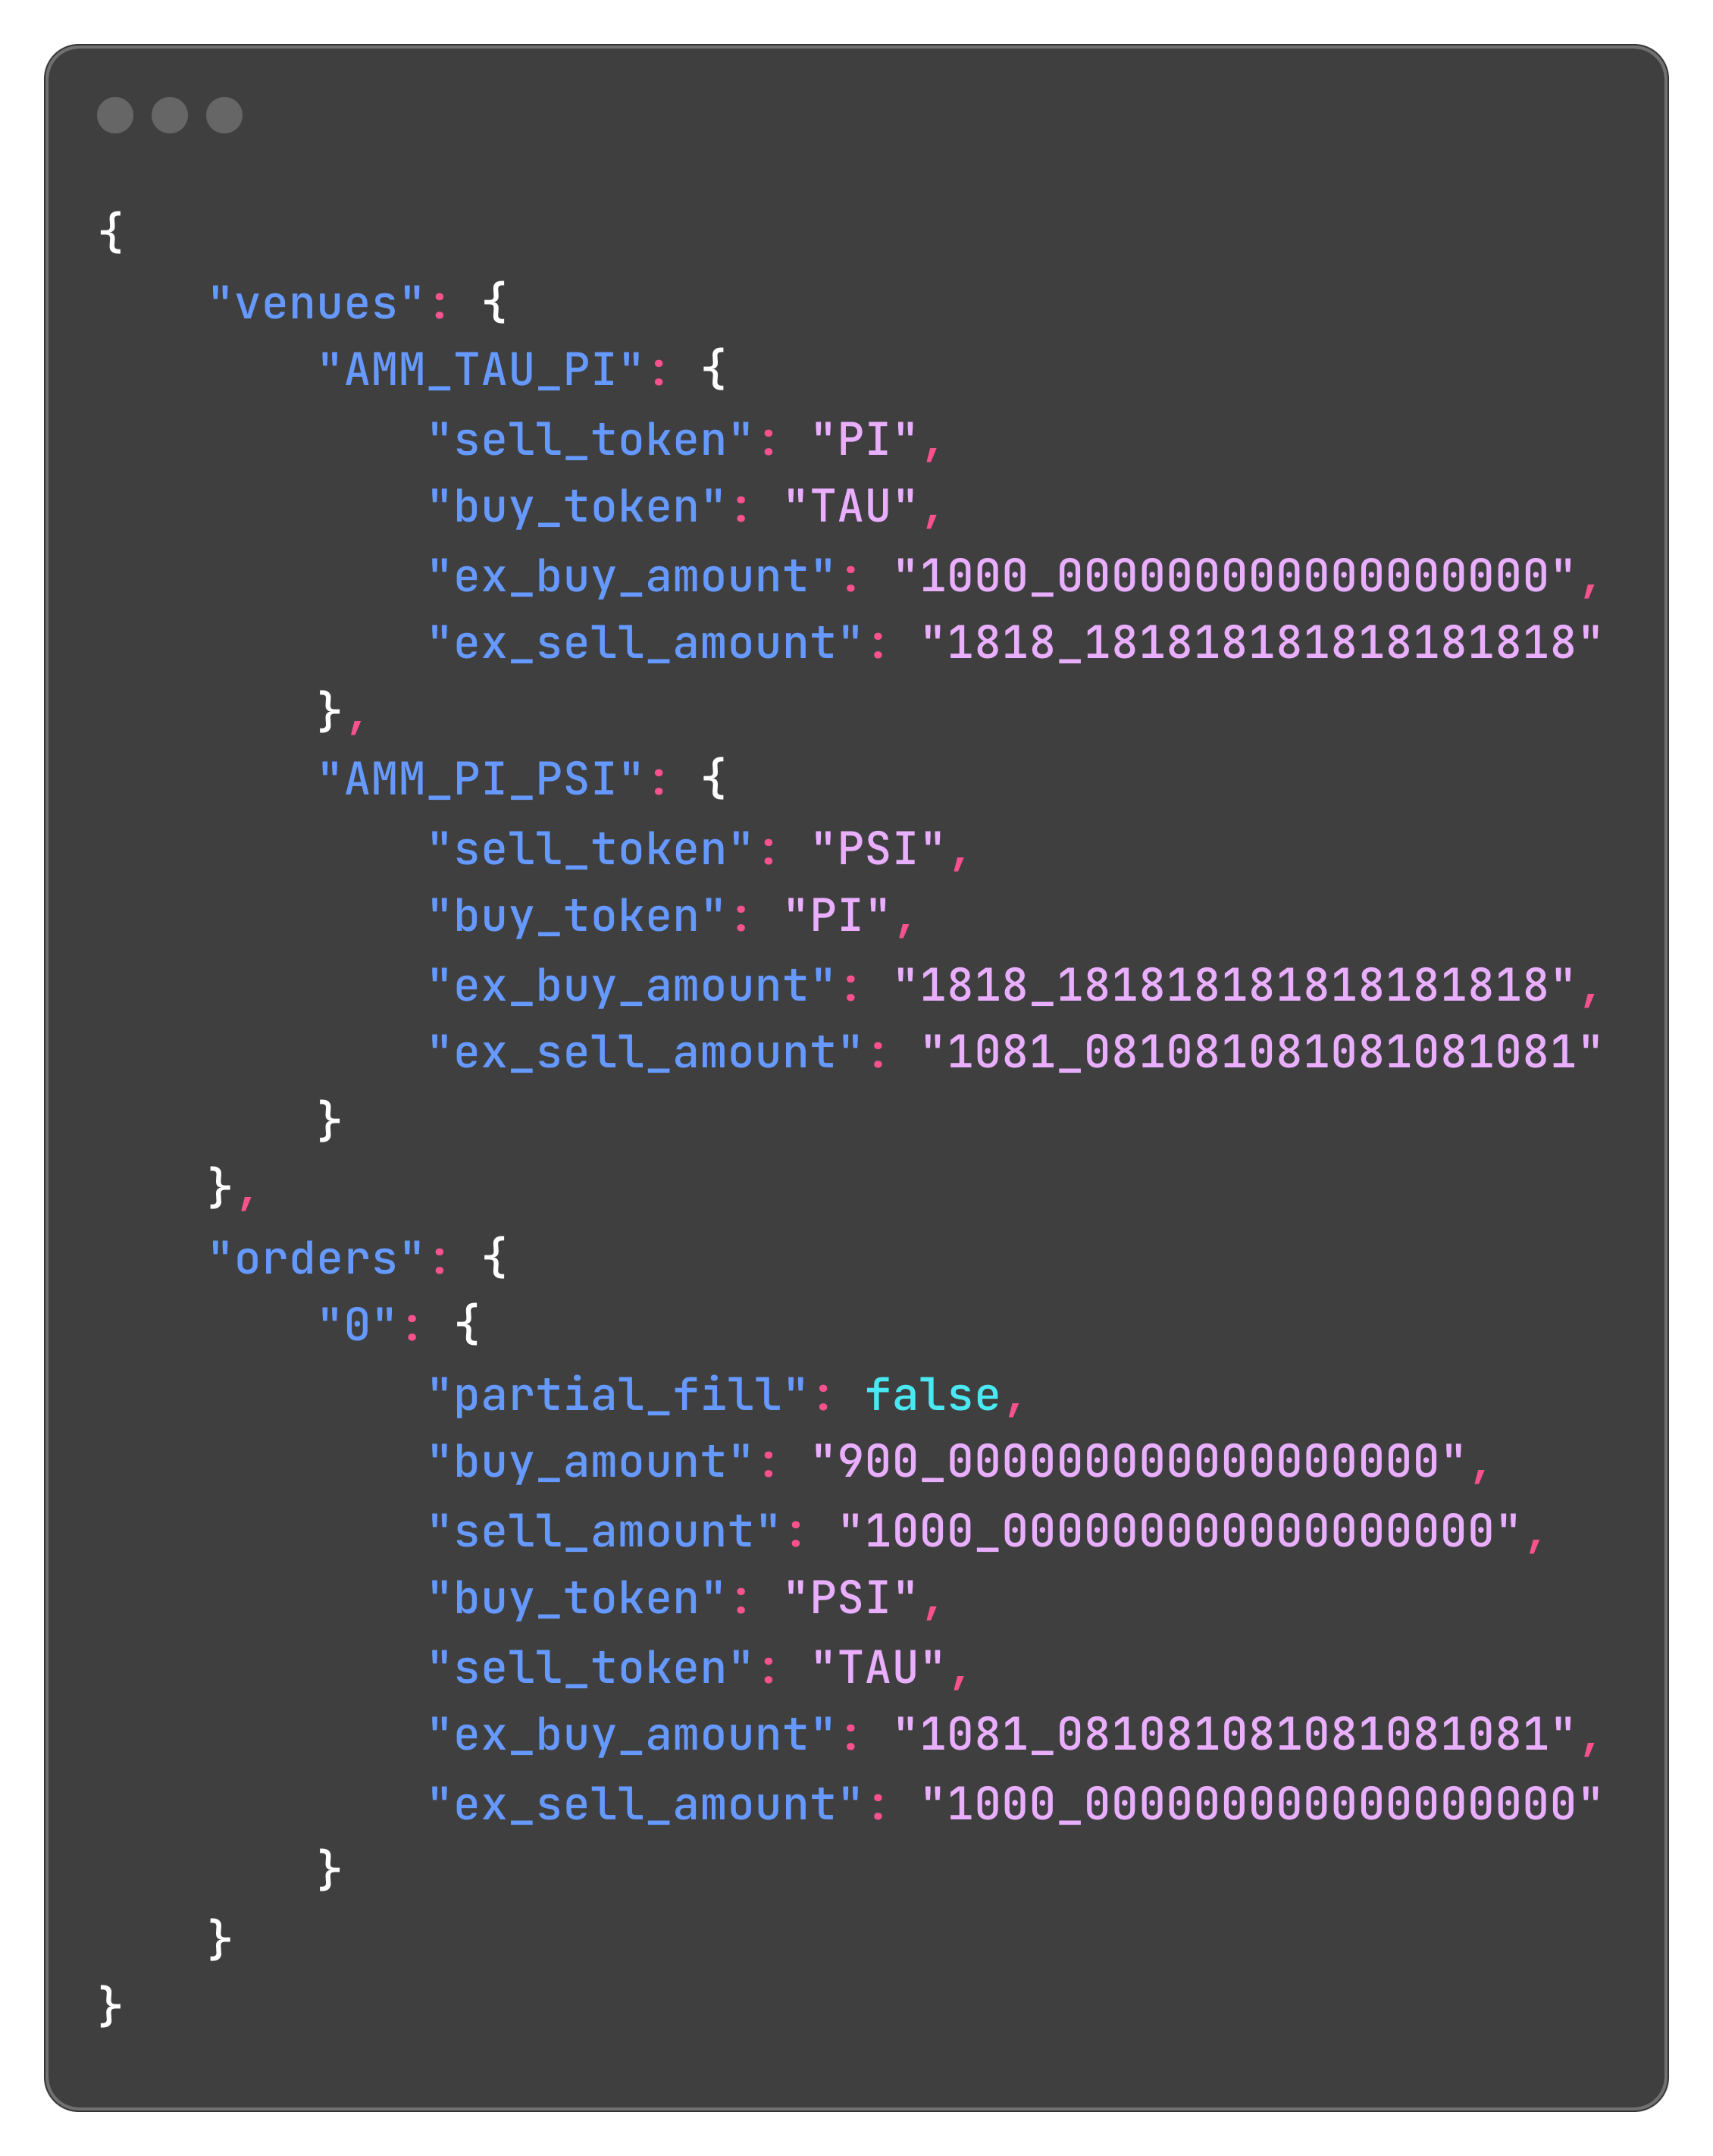 {
    "venues": {
        "AMM_TAU_PI": {
            "sell_token": "PI",
            "buy_token": "TAU",
            "ex_buy_amount": "1000_000000000000000000",
            "ex_sell_amount": "1818_181818181818181818"
        },
        "AMM_PI_PSI": {
            "sell_token": "PSI",
            "buy_token": "PI",
            "ex_buy_amount": "1818_181818181818181818",
            "ex_sell_amount": "1081_081081081081081081"
        }
    },
    "orders": {
        "0": {
            "partial_fill": false,
            "buy_amount": "900_000000000000000000",
            "sell_amount": "1000_000000000000000000",
            "buy_token": "PSI",
            "sell_token": "TAU",
            "ex_buy_amount": "1081_081081081081081081",
            "ex_sell_amount": "1000_000000000000000000"
        }
    }
}